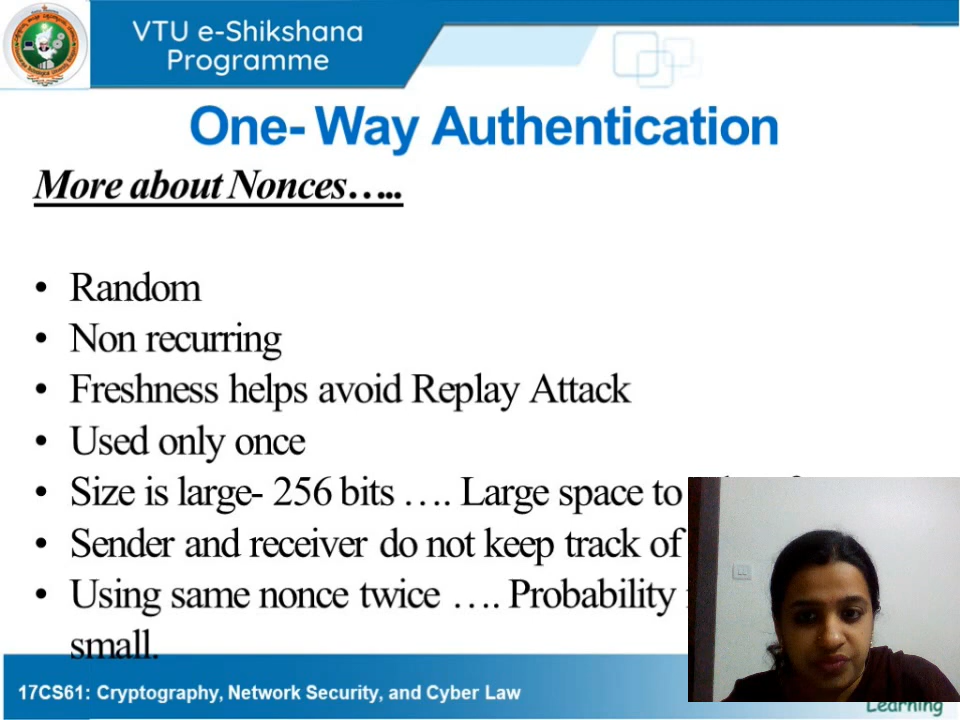 VTU e-Shikshana
Programme
One- Way Authentication
More about Nonces…..
• Random
• Non recurring
• Freshness helps avoid Replay Attack
• Used only once
• Size is large- 256 bits …. Large space to
• Sender and receiver do not keep track of
• Using same nonce twice …. Probability
small.
17CS61: Cryptography, Network Security, and Cyber Law
Learning